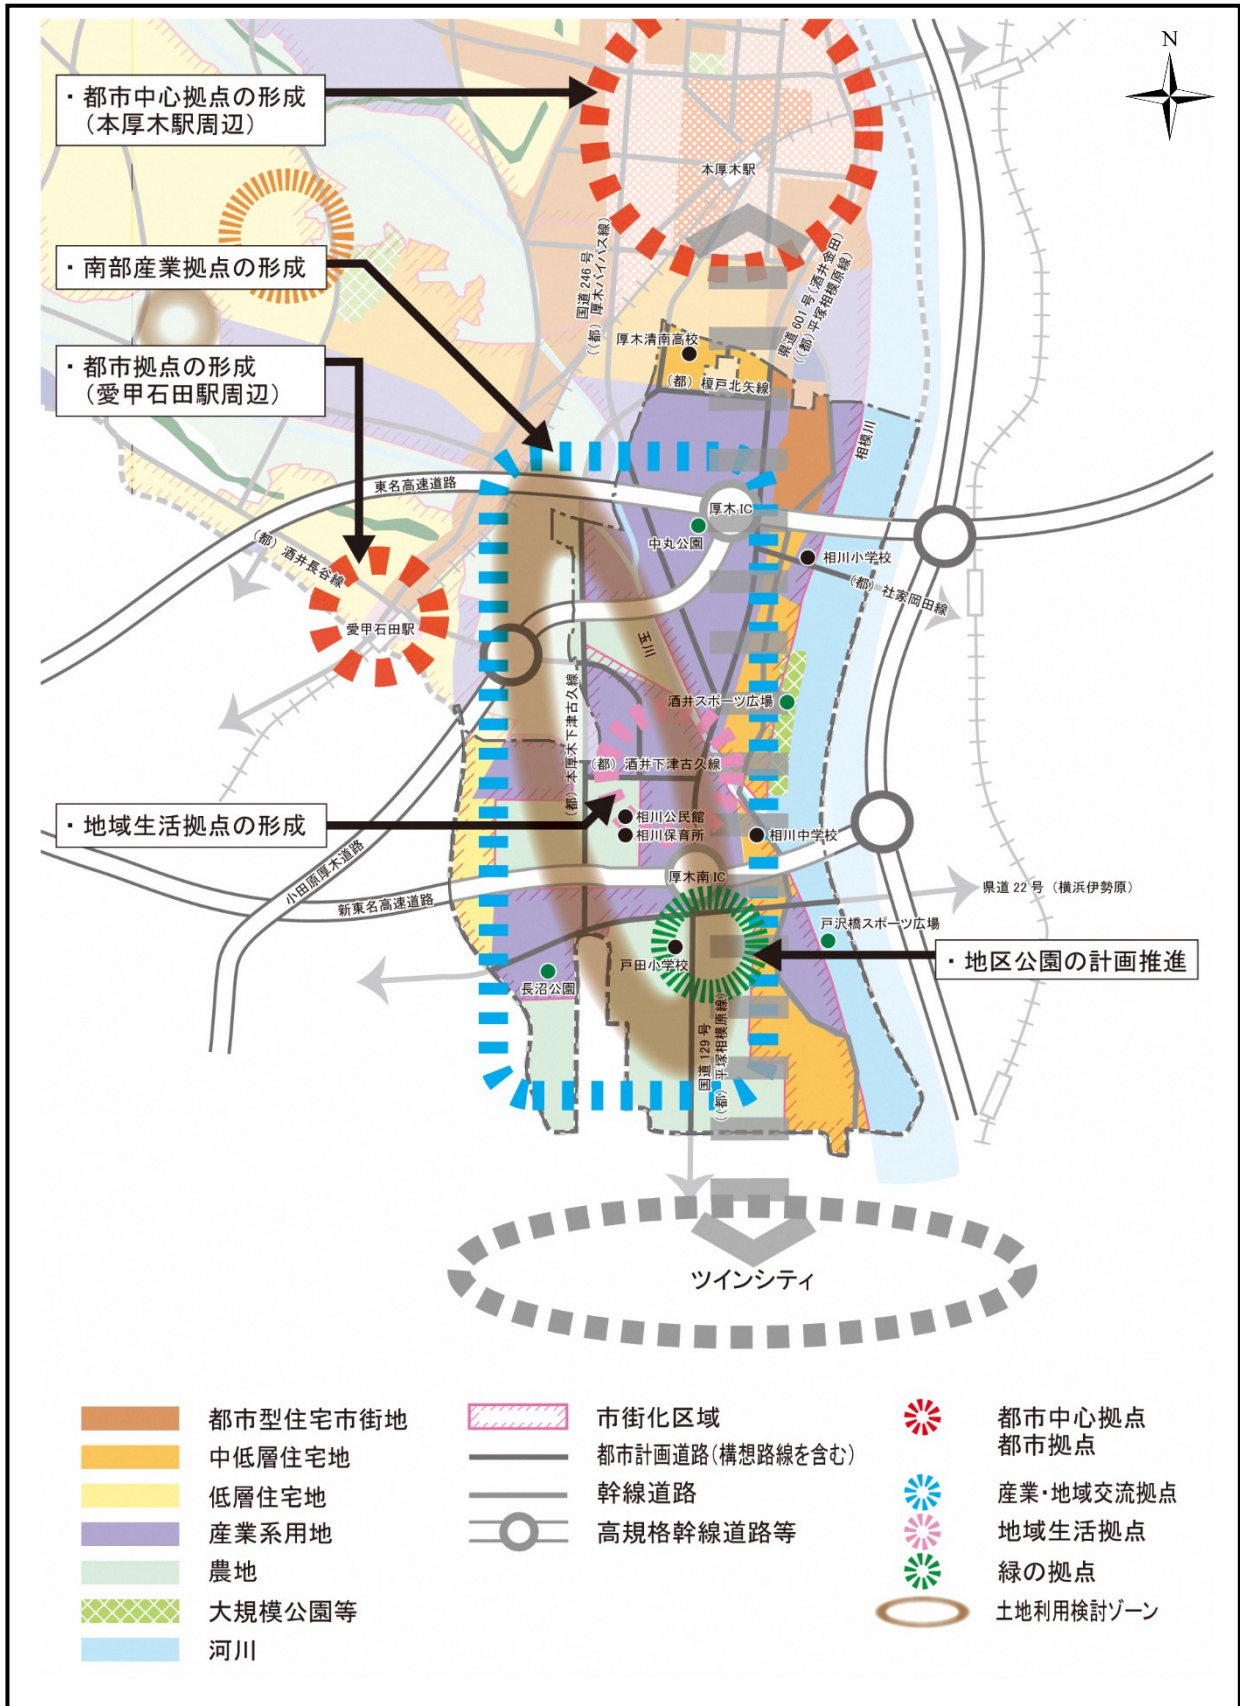 N
・都市中心拠点の形成
(本厚木駅周辺)
本厚木駅
・南部産業拠点の形成
国道 246 号
((都) 厚木バイパス線)
県道 601 号(酒井金田)
((都)平塚相模原線)
厚木清南高校
・都市拠点の形成
(愛甲石田駅周辺)
(都) 榎戸北矢線
相模川
東名高速道路
厚木 IC
中丸公園
(都) 酒井長谷線
相川小学校
(都) 社家岡田線
愛甲石田駅
玉川
酒井スポーツ広場
(都) 本厚木下津古久線
(都) 酒井下津古久線
・地域生活拠点の形成
相川公民館
相川保育所
相川中学校
小田原厚木道路
厚木南 IC
新東名高速道路
県道 22 号 (横浜伊勢原)
戸沢橋スポーツ広場
戸田小学校
・地区公園の計画推進
長沼公園
国道 129 号
((都) 平塚相模原線)
ツインシティ
都市型住宅市街地
中低層住宅地
低層住宅地
産業系用地
農地
大規模公園等
河川
市街化区域
都市計画道路(構想路線を含む)
幹線道路
高規格幹線道路等
都市中心拠点
都市拠点
産業・地域交流拠点
地域生活拠点
緑の拠点
土地利用検討ゾーン